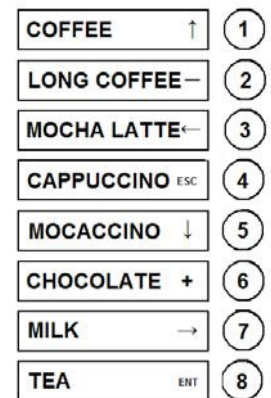 COFFEE ↑ 1
LONG COFFEE — 2
MOCHA LATTE ← 3
CAPPUCCINO ESC 4
MOCACCINO ↓ 5
CHOCOLATE + 6
MILK → 7
TEA ENT 8